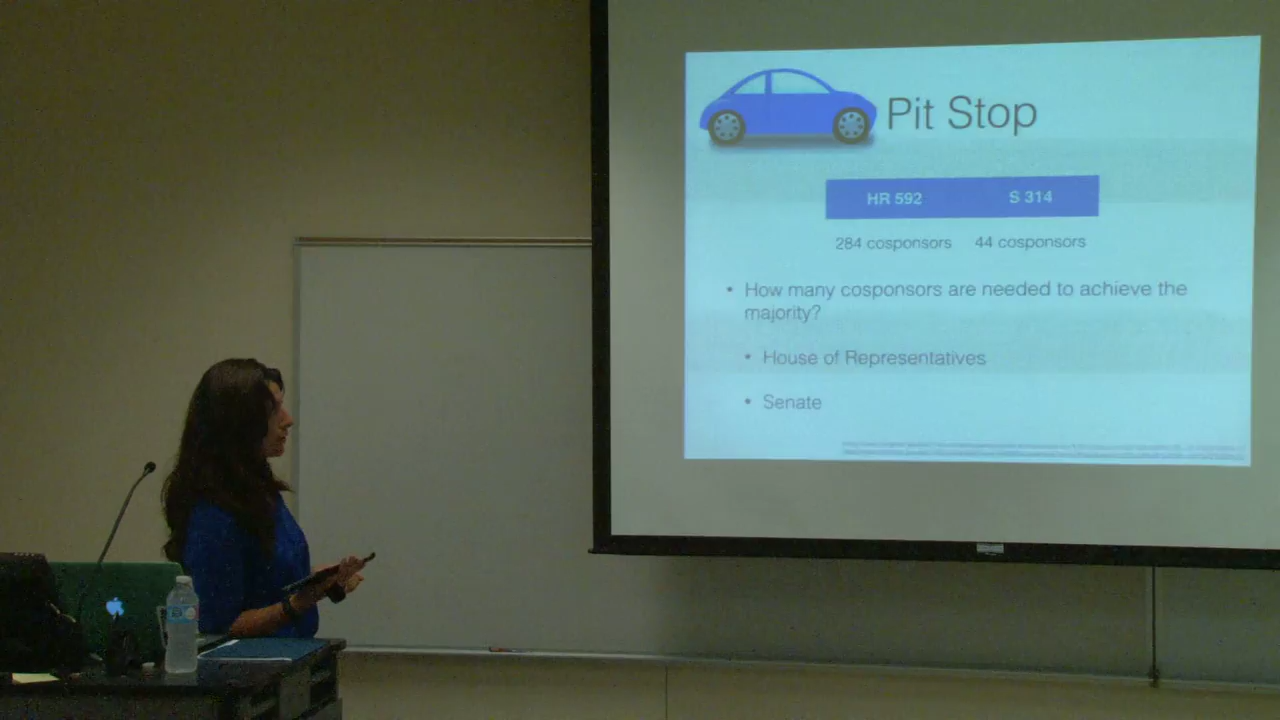 Pit Stop
HR 592 S 314
284 cosponsors 44 cosponsors
• How many cosponsors are needed to achieve the
majority?
• House of Representatives
• Senate